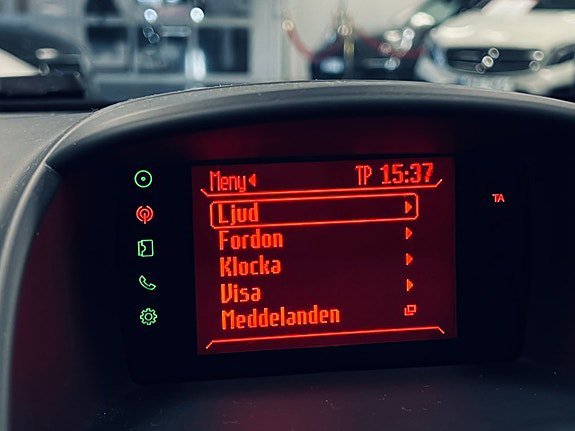 Meny TP 15:37
TA
Ljud
Fordon
Klocka
Visa
Meddelanden